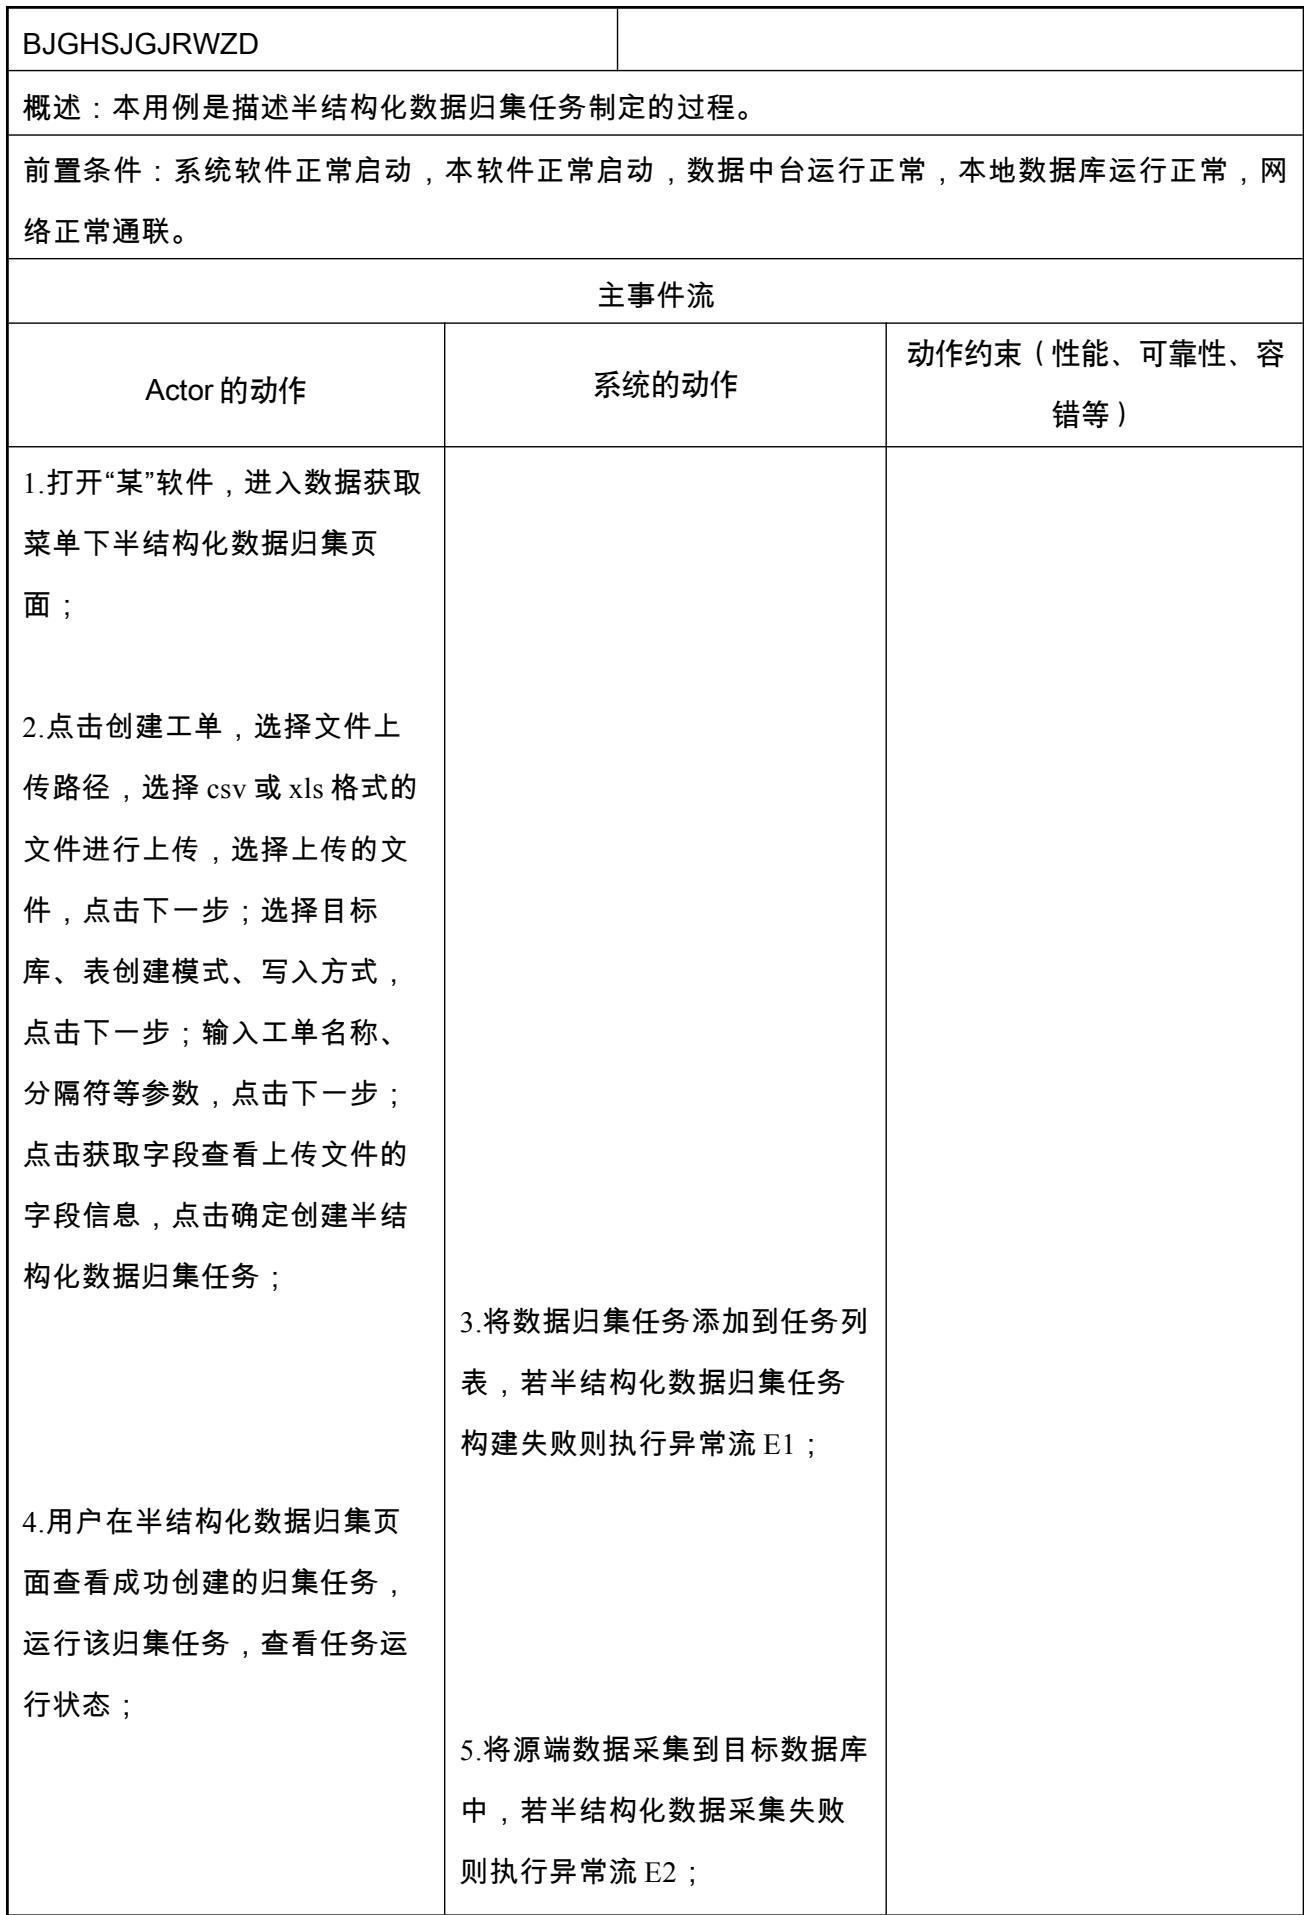 BJGHSJGJRWZD
概述：本用例是描述半结构化数据归集任务制定的过程。
前置条件：系统软件正常启动，本软件正常启动，数据中台运行正常，本地数据库运行正常，网
络正常通联。
主事件流
Actor 的动作
系统的动作
动作约束（性能、可靠性、容
错等）
1.打开“某”软件，进入数据获取
菜单下半结构化数据归集页
面；
2.点击创建工单，选择文件上
传路径，选择 csv 或 xls 格式的
文件进行上传，选择上传的文
件，点击下一步；选择目标
库、表创建模式、写入方式，
点击下一步；输入工单名称、
分隔符等参数，点击下一步；
点击获取字段查看上传文件的
字段信息，点击确定创建半结
构化数据归集任务；
3.将数据归集任务添加到任务列
表，若半结构化数据归集任务
构建失败则执行异常流 E1；
4.用户在半结构化数据归集页
面查看成功创建的归集任务，
运行该归集任务，查看任务运
行状态；
5.将源端数据采集到目标数据库
中，若半结构化数据采集失败
则执行异常流 E2；